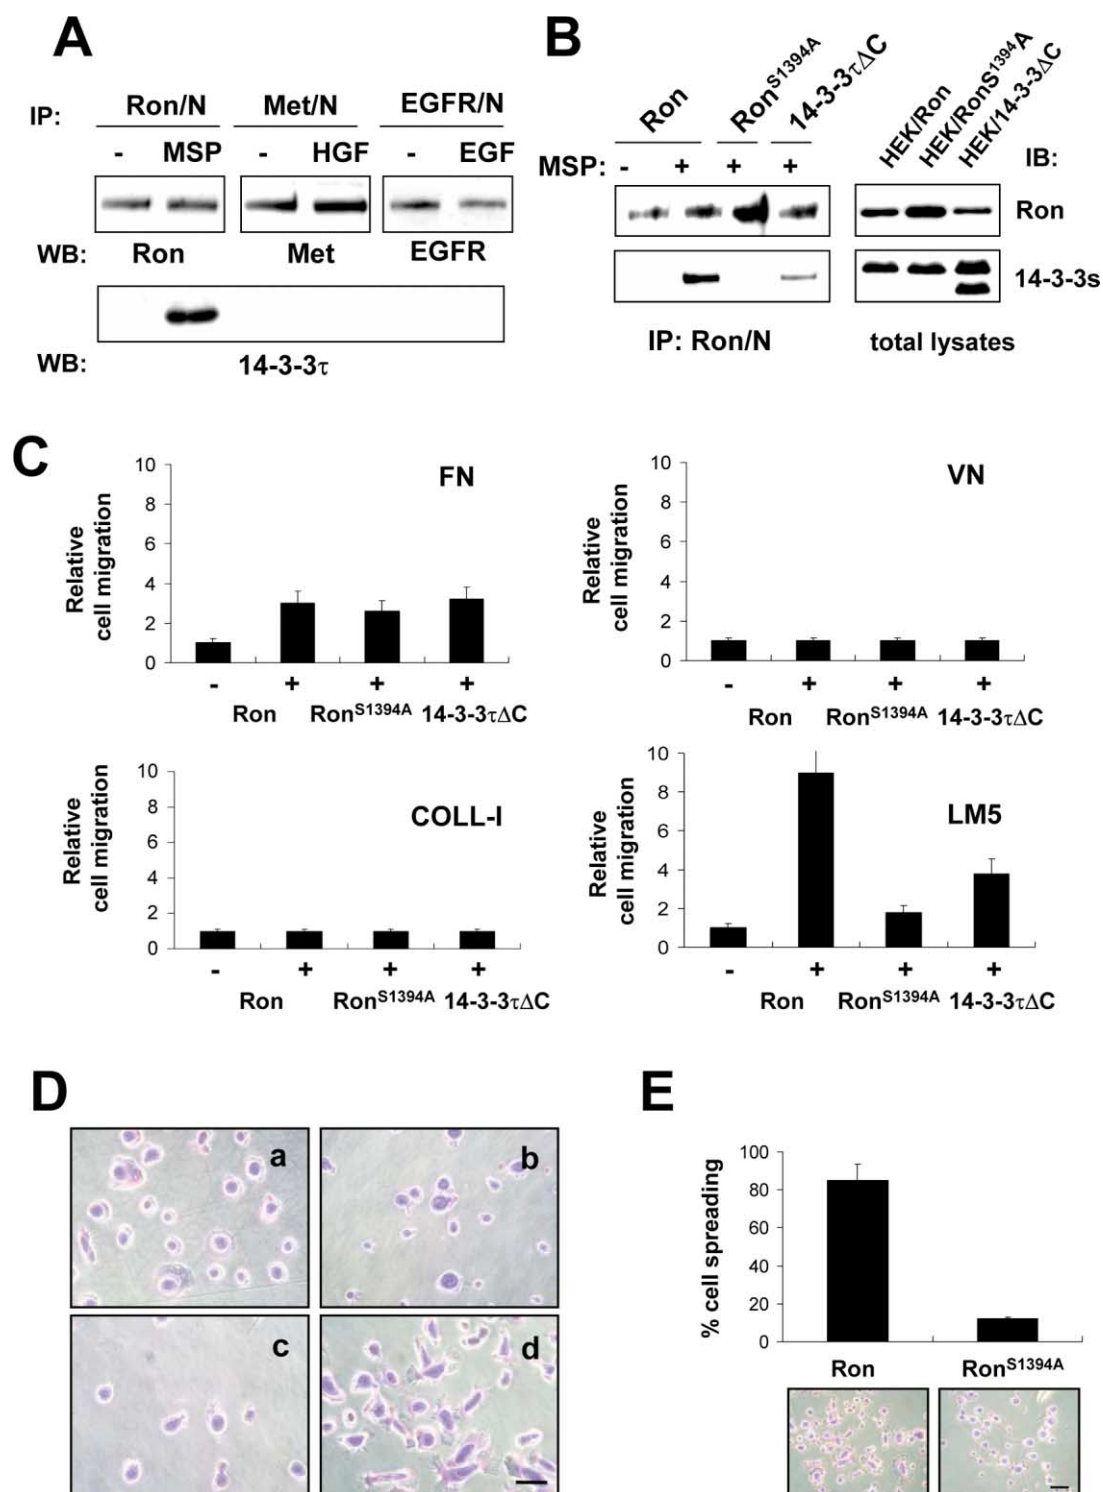 A
IP: Ron/N Met/N EGFR/N
- MSP - HGF - EGF
WB: Ron Met EGFR
WB: 14-3-3τ
B
Ron Ron^S1394A 14-3-3τΔC
HEK/Ron HEK/RonS^1394A HEK/14-3-3ΔC
MSP: - + + + IB:
Ron
14-3-3s
IP: Ron/N total lysates
C
FN
Relative
cell migration
10
8
6
4
2
0
- + + +
Ron Ron^S1394A 14-3-3τΔC
VN
Relative
cell migration
10
8
6
4
2
0
- + + +
Ron Ron^S1394A 14-3-3τΔC
COLL-I
Relative
cell migration
10
8
6
4
2
0
- + + +
Ron Ron^S1394A 14-3-3τΔC
LM5
Relative
cell migration
10
8
6
4
2
0
- + + +
Ron Ron^S1394A 14-3-3τΔC
D
a
b
c
d
E
% cell spreading
100
80
60
40
20
0
Ron Ron^S1394A